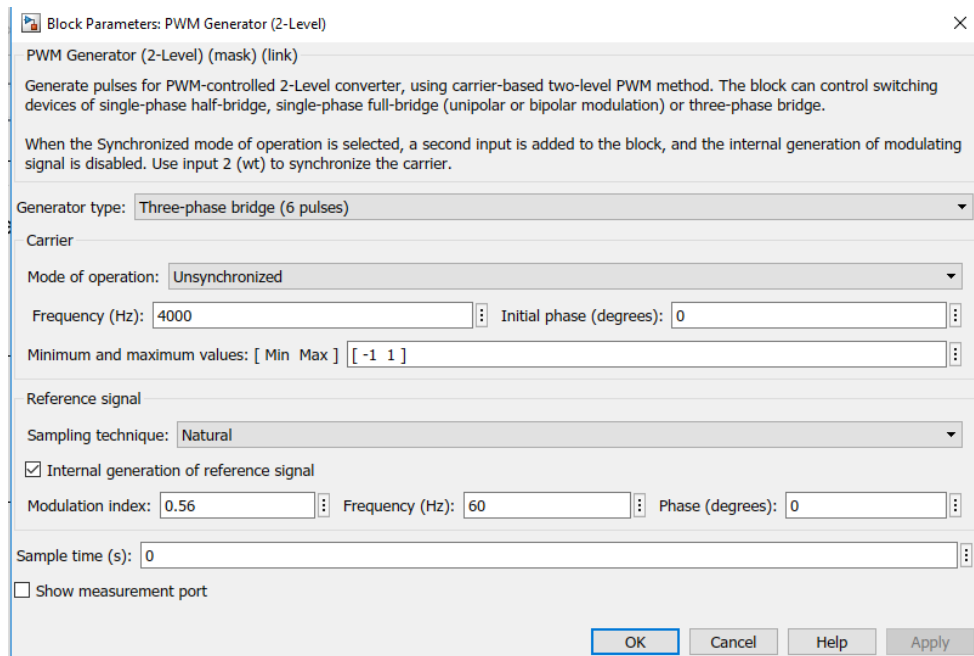 Block Parameters: PWM Generator (2-Level)
PWM Generator (2-Level) (mask) (link)
Generate pulses for PWM-controlled 2-Level converter, using carrier-based two-level PWM method. The block can control switching
devices of single-phase half-bridge, single-phase full-bridge (unipolar or bipolar modulation) or three-phase bridge.
When the Synchronized mode of operation is selected, a second input is added to the block, and the internal generation of modulating
signal is disabled. Use input 2 (wt) to synchronize the carrier.
Generator type: Three-phase bridge (6 pulses)
Carrier
Mode of operation: Unsynchronized
Frequency (Hz): 4000 Initial phase (degrees): 0
Minimum and maximum values: [ Min Max ] [ -1 1 ]
Reference signal
Sampling technique: Natural
Internal generation of reference signal
Modulation index: 0.56 Frequency (Hz): 60 Phase (degrees): 0
Sample time (s): 0
Show measurement port
OK Cancel Help Apply